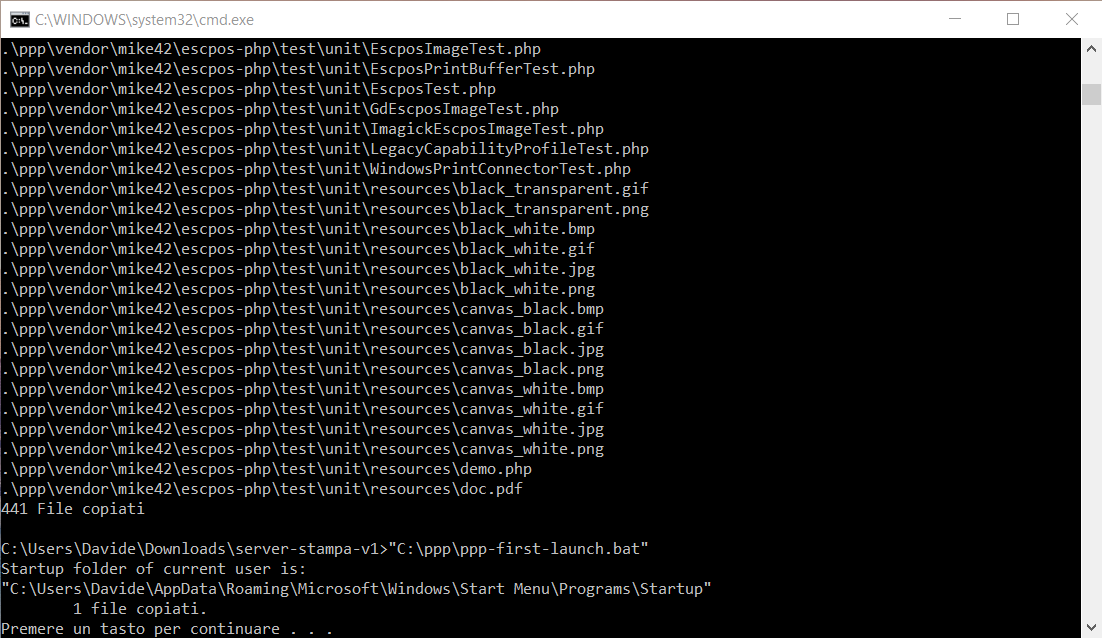 C:\WINDOWS\system32\cmd.exe
.\ppp\vendor\mike42\escpos-php\test\unit\EscposImageTest.php
.\ppp\vendor\mike42\escpos-php\test\unit\EscposPrintBufferTest.php
.\ppp\vendor\mike42\escpos-php\test\unit\EscposTest.php
.\ppp\vendor\mike42\escpos-php\test\unit\GdEscposImageTest.php
.\ppp\vendor\mike42\escpos-php\test\unit\ImagickEscposImageTest.php
.\ppp\vendor\mike42\escpos-php\test\unit\LegacyCapabilityProfileTest.php
.\ppp\vendor\mike42\escpos-php\test\unit\WindowsPrintConnectorTest.php
.\ppp\vendor\mike42\escpos-php\test\unit\resources\black_transparent.gif
.\ppp\vendor\mike42\escpos-php\test\unit\resources\black_transparent.png
.\ppp\vendor\mike42\escpos-php\test\unit\resources\black_white.bmp
.\ppp\vendor\mike42\escpos-php\test\unit\resources\black_white.gif
.\ppp\vendor\mike42\escpos-php\test\unit\resources\black_white.jpg
.\ppp\vendor\mike42\escpos-php\test\unit\resources\black_white.png
.\ppp\vendor\mike42\escpos-php\test\unit\resources\canvas_black.bmp
.\ppp\vendor\mike42\escpos-php\test\unit\resources\canvas_black.gif
.\ppp\vendor\mike42\escpos-php\test\unit\resources\canvas_black.jpg
.\ppp\vendor\mike42\escpos-php\test\unit\resources\canvas_black.png
.\ppp\vendor\mike42\escpos-php\test\unit\resources\canvas_white.bmp
.\ppp\vendor\mike42\escpos-php\test\unit\resources\canvas_white.gif
.\ppp\vendor\mike42\escpos-php\test\unit\resources\canvas_white.jpg
.\ppp\vendor\mike42\escpos-php\test\unit\resources\canvas_white.png
.\ppp\vendor\mike42\escpos-php\test\unit\resources\demo.php
.\ppp\vendor\mike42\escpos-php\test\unit\resources\doc.pdf
441 File copiati
C:\Users\Davide\Downloads\server-stampa-v1>"C:\ppp\ppp-first-launch.bat"
Startup folder of current user is:
"C:\Users\Davide\AppData\Roaming\Microsoft\Windows\Start Menu\Programs\Startup"
1 file copiati.
Premere un tasto per continuare . . .